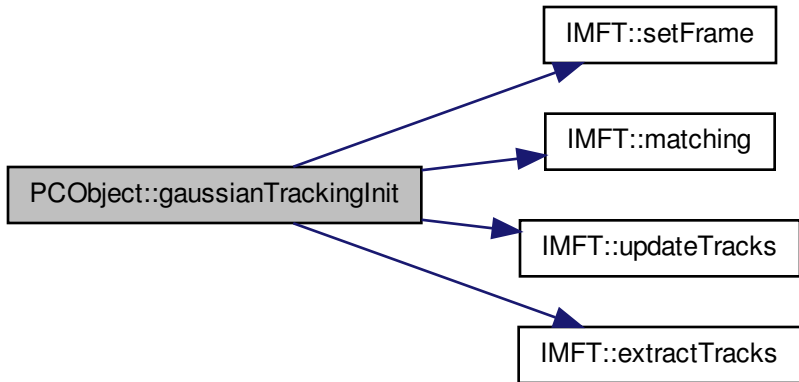 IMFT::setFrame
IMFT::matching
PCObject::gaussianTrackingInit
IMFT::updateTracks
IMFT::extractTracks